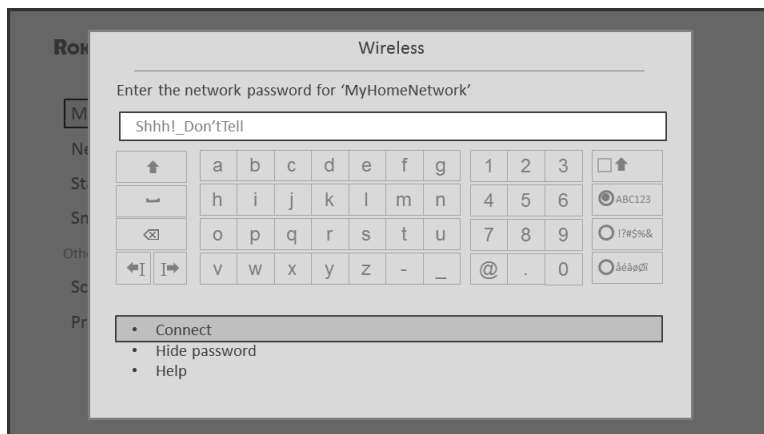 Wireless
Enter the network password for ‘MyHomeNetwork’
Shhh!_Don’tTell
a b c d e f g 1 2 3
h i j k l m n 4 5 6 ABC123
o p q r s t u 7 8 9 !?#$%&
v w x y z - _ @ . 0 åéâøØî
• Connect
• Hide password
• Help